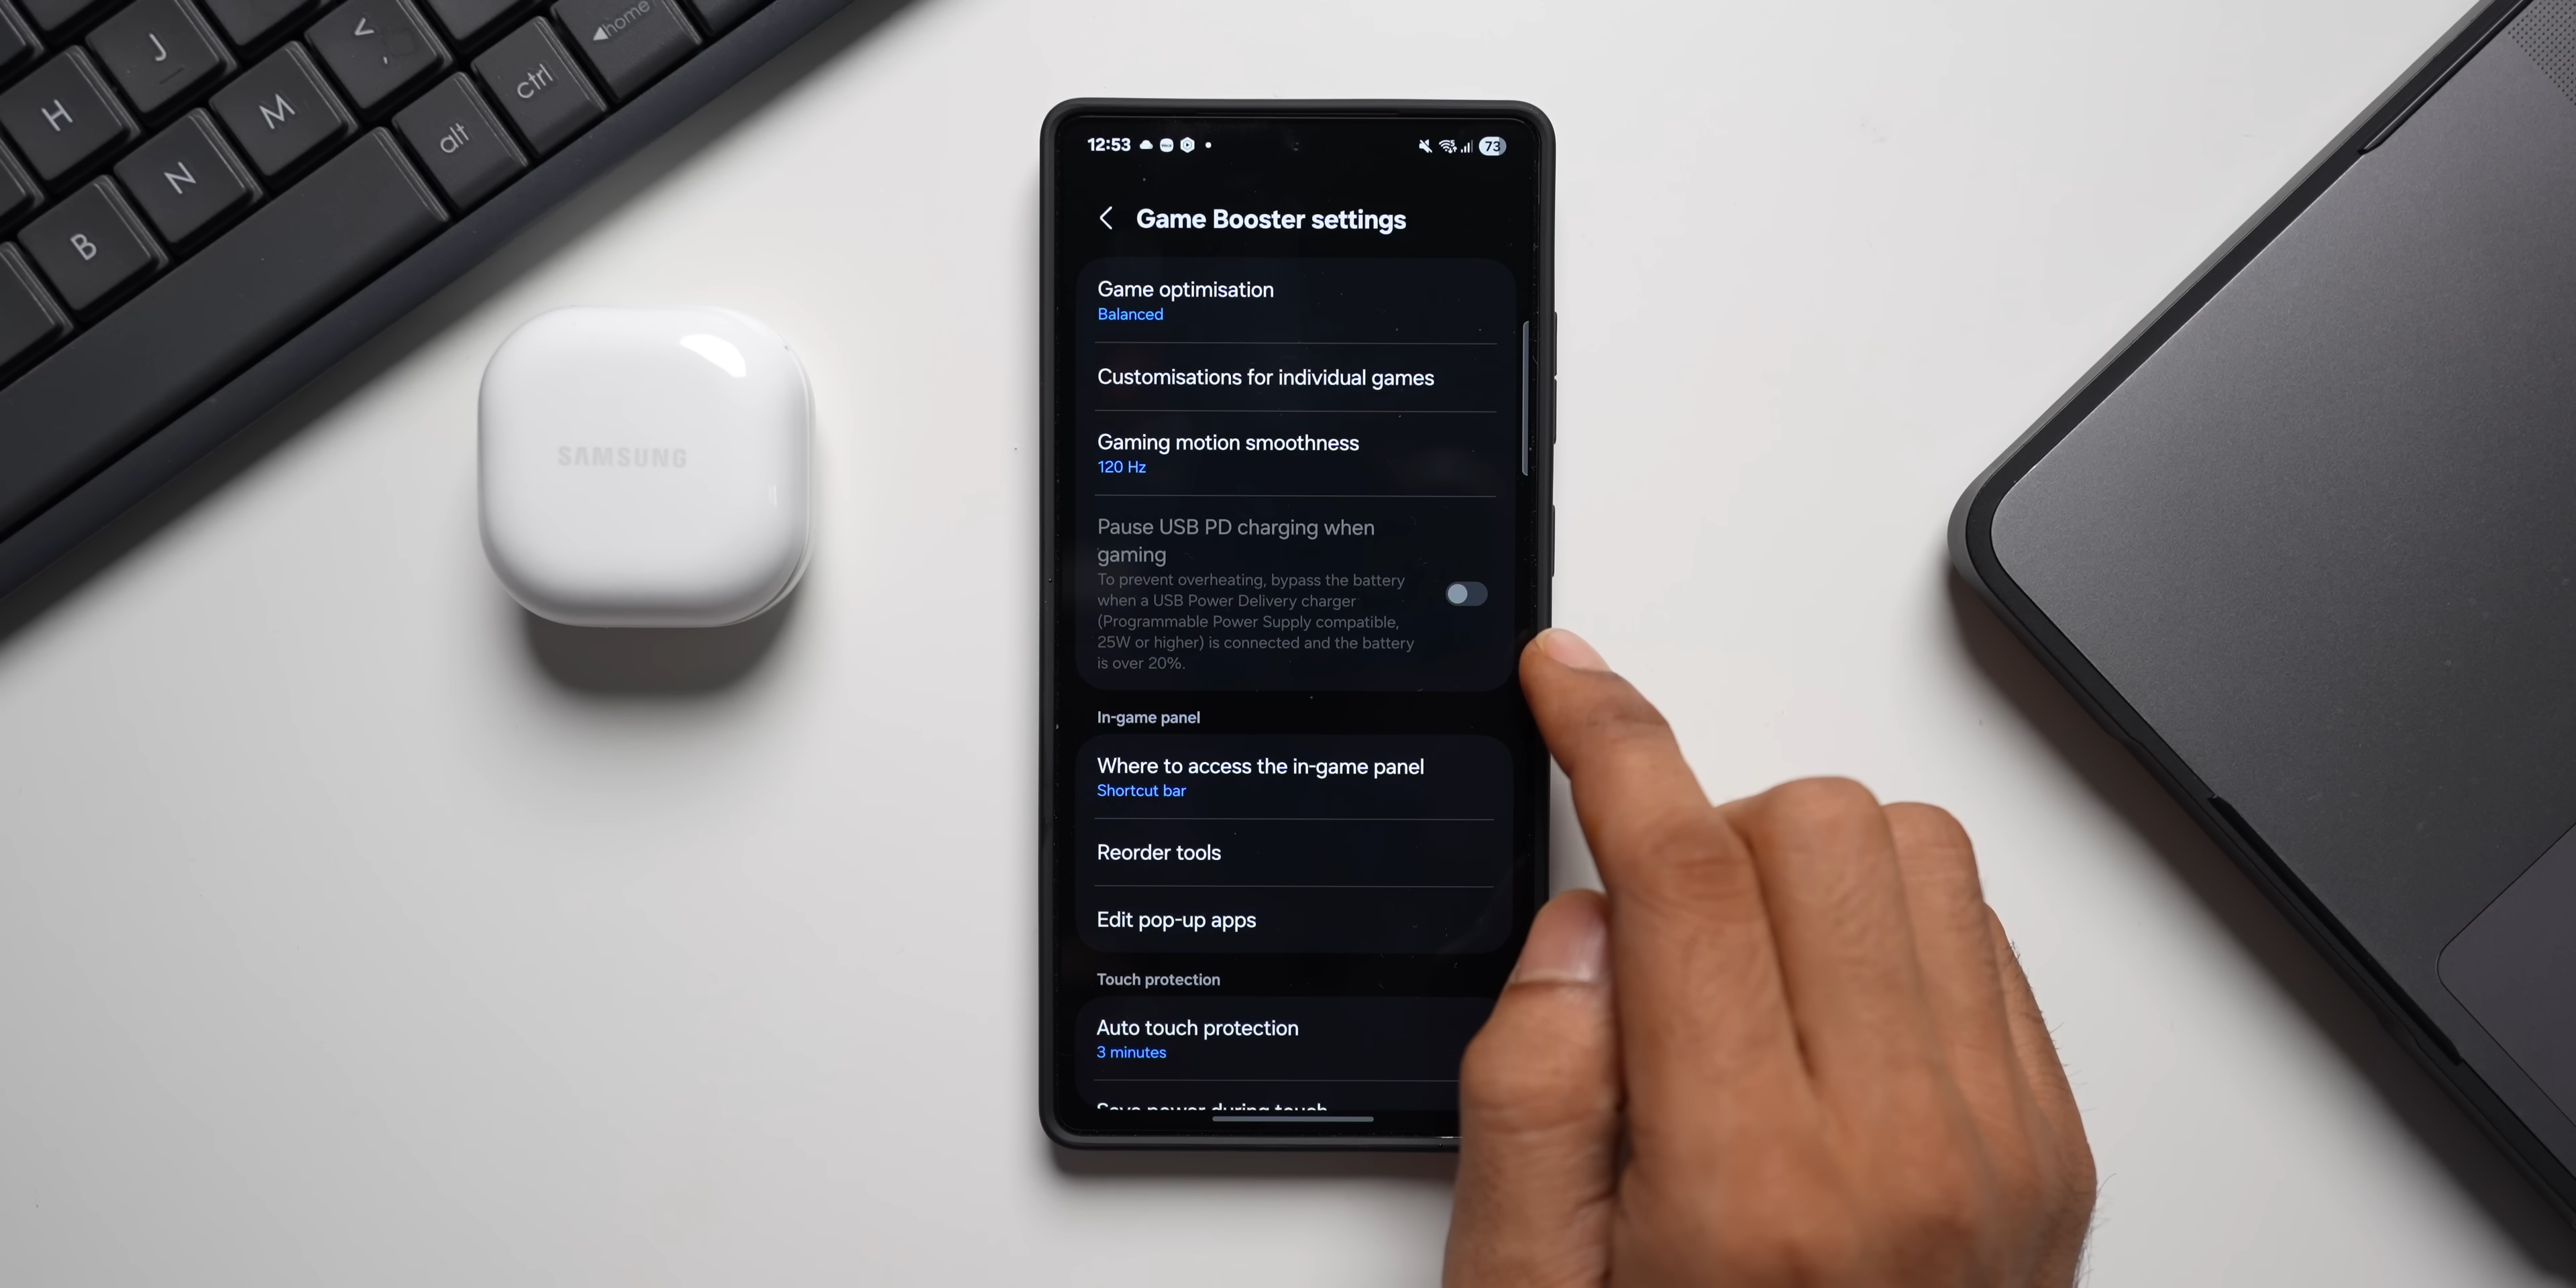 J
<
,
◀home
H
M
ctrl
N
alt
B
SAMSUNG
12:53
73
Game Booster settings
Game optimisation
Balanced
Customisations for individual games
Gaming motion smoothness
120 Hz
Pause USB PD charging when
gaming
To prevent overheating, bypass the battery
when a USB Power Delivery charger
(Programmable Power Supply compatible,
25W or higher) is connected and the battery
is over 20%.
In-game panel
Where to access the in-game panel
Shortcut bar
Reorder tools
Edit pop-up apps
Touch protection
Auto touch protection
3 minutes
Save power during touch